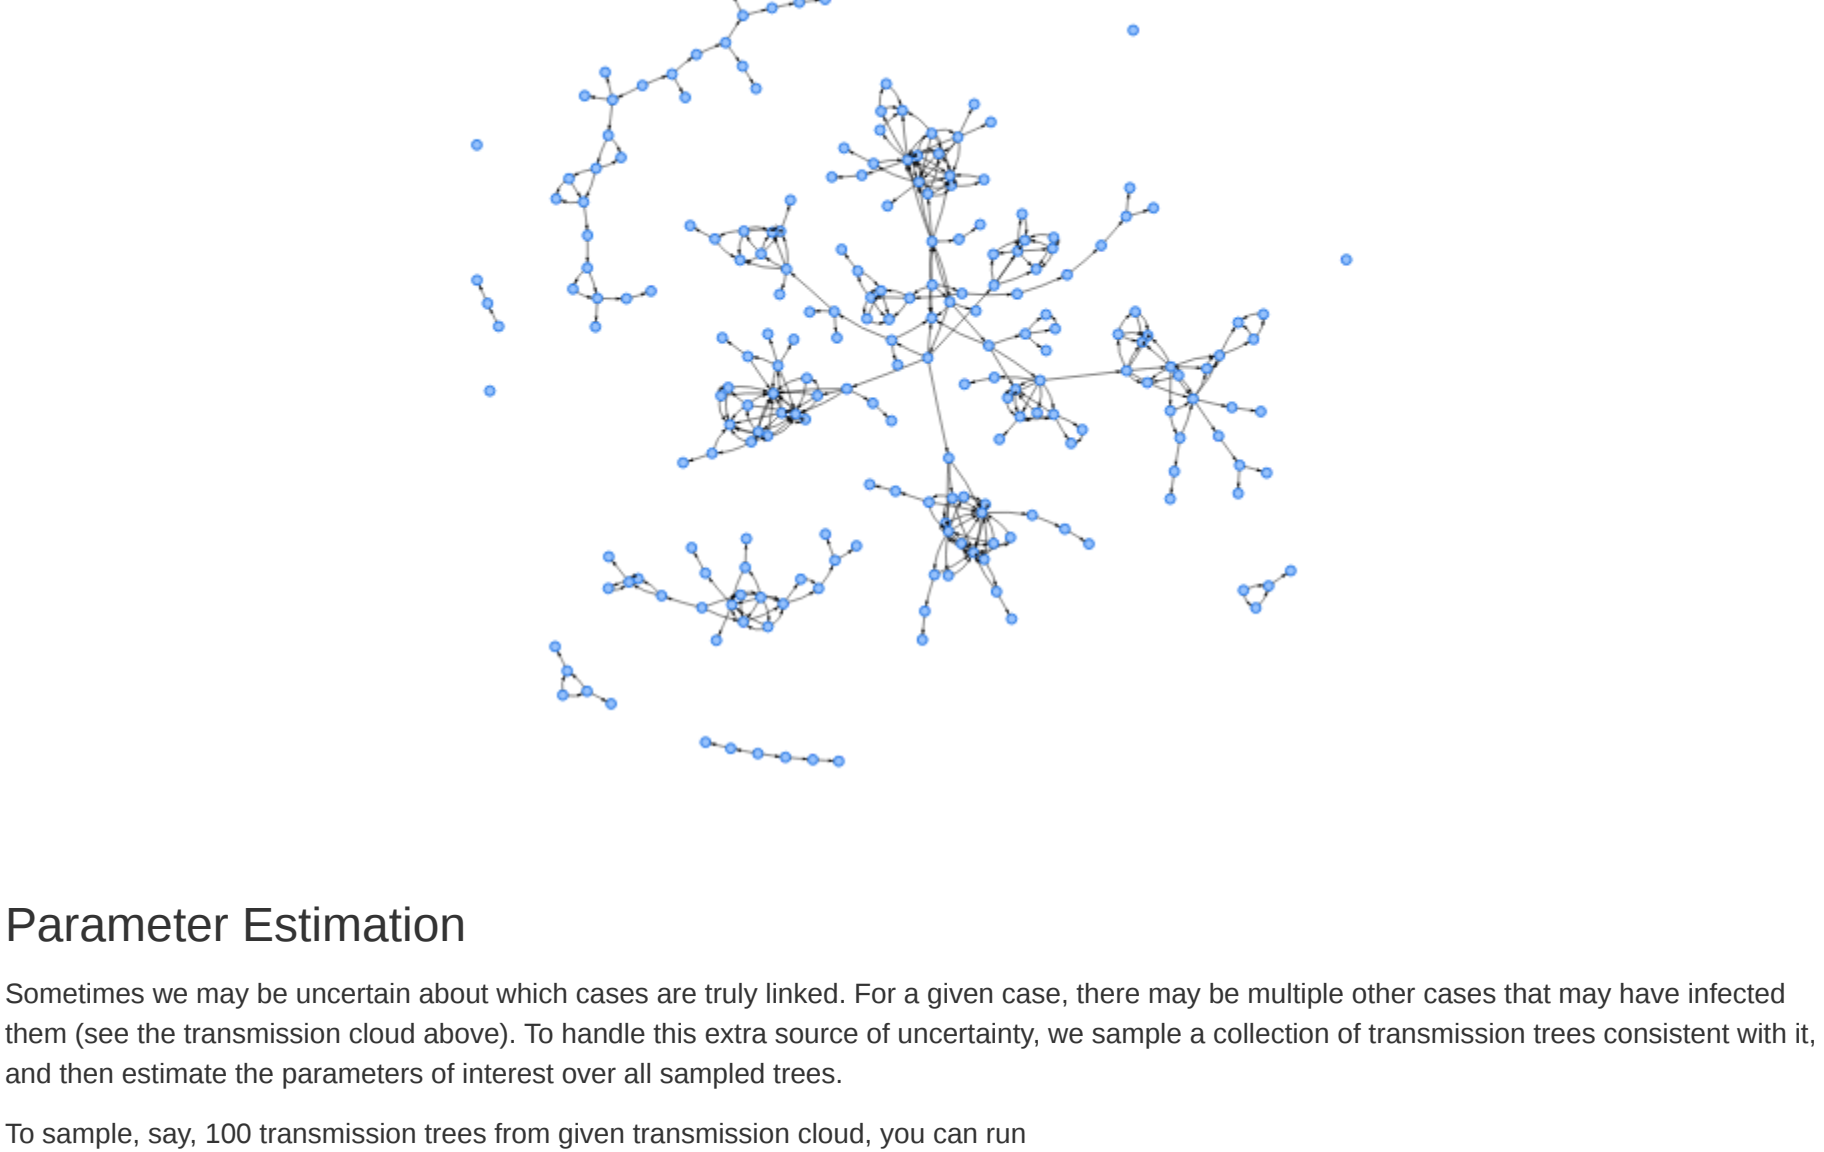 Parameter Estimation
Sometimes we may be uncertain about which cases are truly linked. For a given case, there may be multiple other cases that may have infected
them (see the transmission cloud above). To handle this extra source of uncertainty, we sample a collection of transmission trees consistent with it,
and then estimate the parameters of interest over all sampled trees.
To sample, say, 100 transmission trees from given transmission cloud, you can run